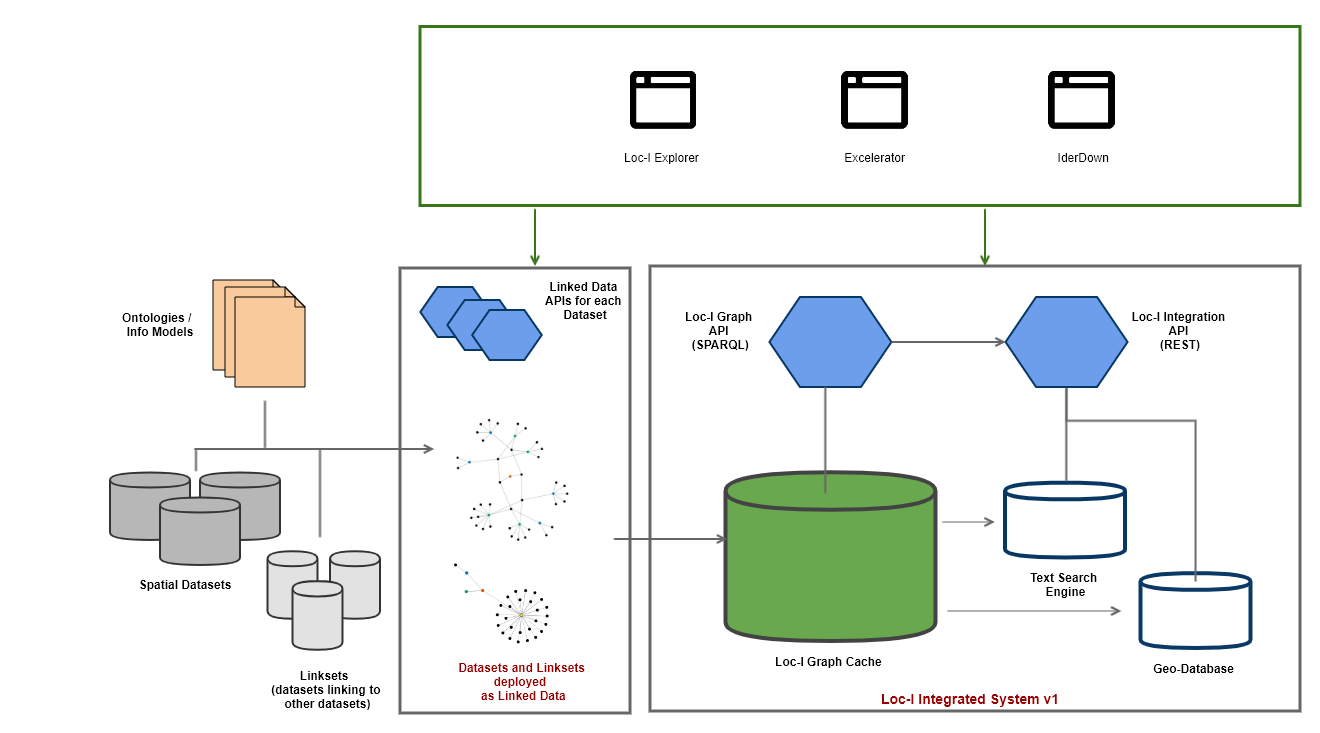 Loc-I Explorer
Excelerator
IderDown
Ontologies /
Info Models
Linked Data
APIs for each
Dataset
Loc-I Graph
API
(SPARQL)
Loc-I Integration
API
(REST)
Spatial Datasets
Linksets
(datasets linking to
other datasets)
Datasets and Linksets
deployed
as Linked Data
Loc-I Graph Cache
Text Search
Engine
Geo-Database
Loc-I Integrated System v1